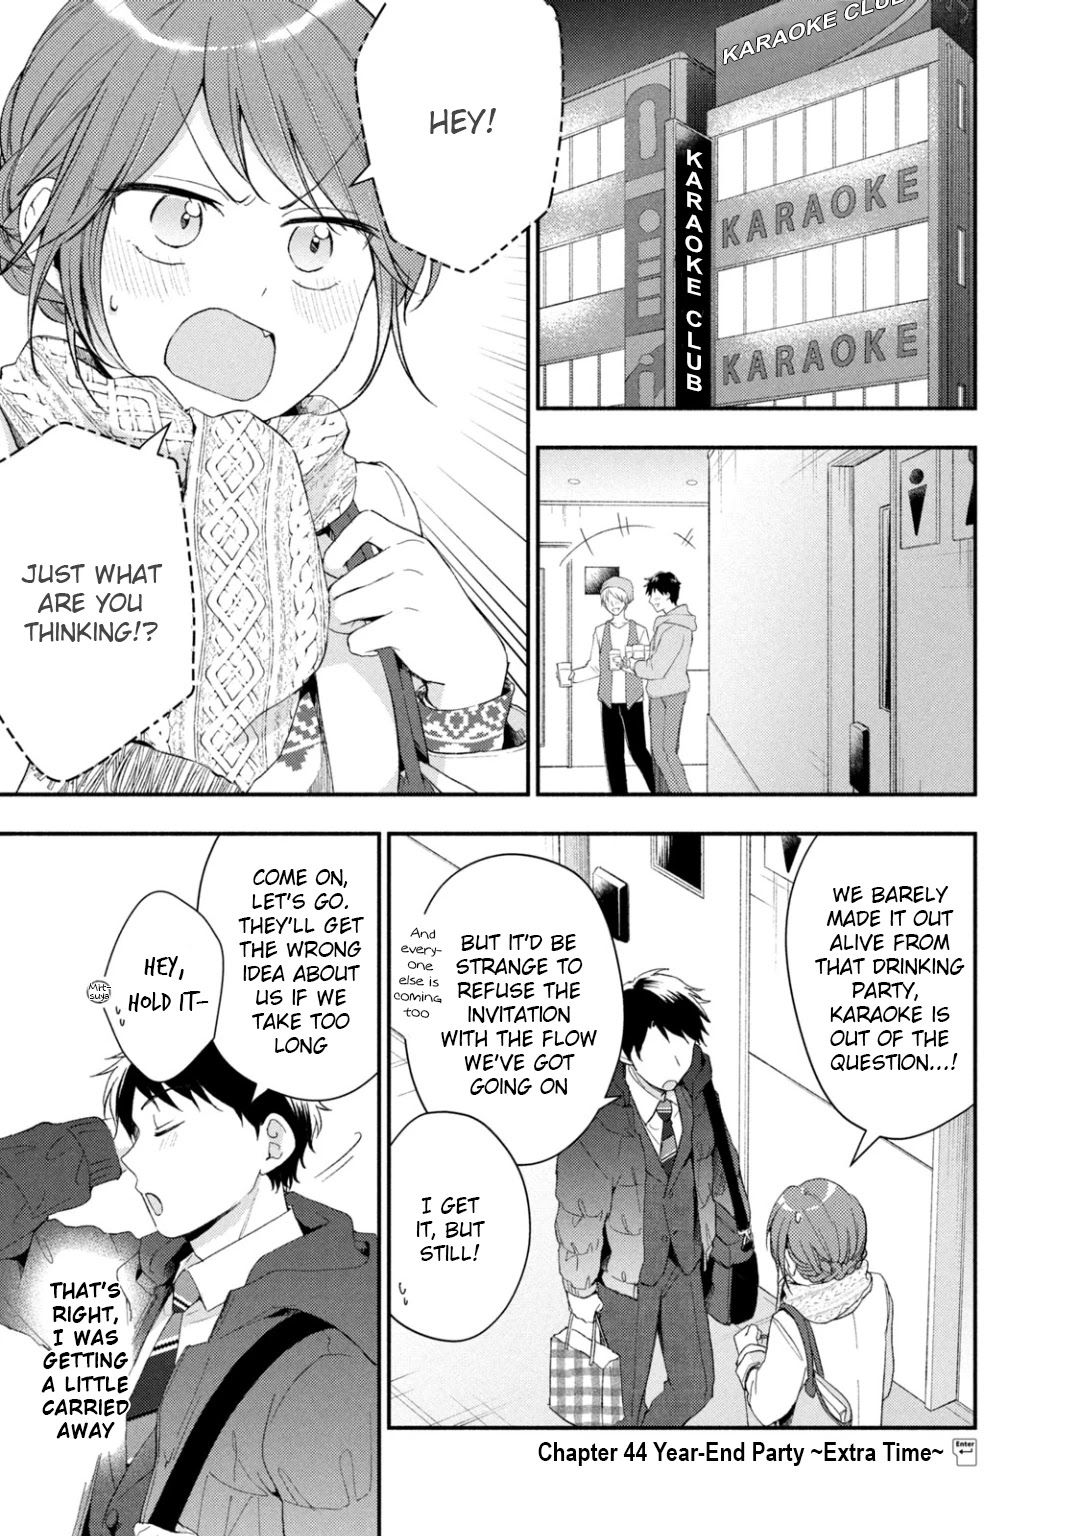 KARAOKE CLUB
KARAOKE CLUB
KARAOKE
KARAOKE
HEY!
JUST WHAT
ARE YOU
THINKING!?
WE BARELY
MADE IT OUT
ALIVE FROM
THAT DRINKING
PARTY,
KARAOKE IS
OUT OF THE
QUESTION...!
BUT IT'D BE
STRANGE TO
REFUSE THE
INVITATION
WITH THE FLOW
WE'VE GOT
GOING ON
And
every-
one
else is
coming
too
I GET
IT, BUT
STILL!
COME ON,
LET'S GO.
THEY'LL GET
THE WRONG
IDEA ABOUT
US IF WE
TAKE TOO
LONG
HEY,
HOLD IT-
Mit-
suya
THAT'S
RIGHT,
I WAS
GETTING
A LITTLE
CARRIED
AWAY
Chapter 44 Year-End Party ~Extra Time~
Enter